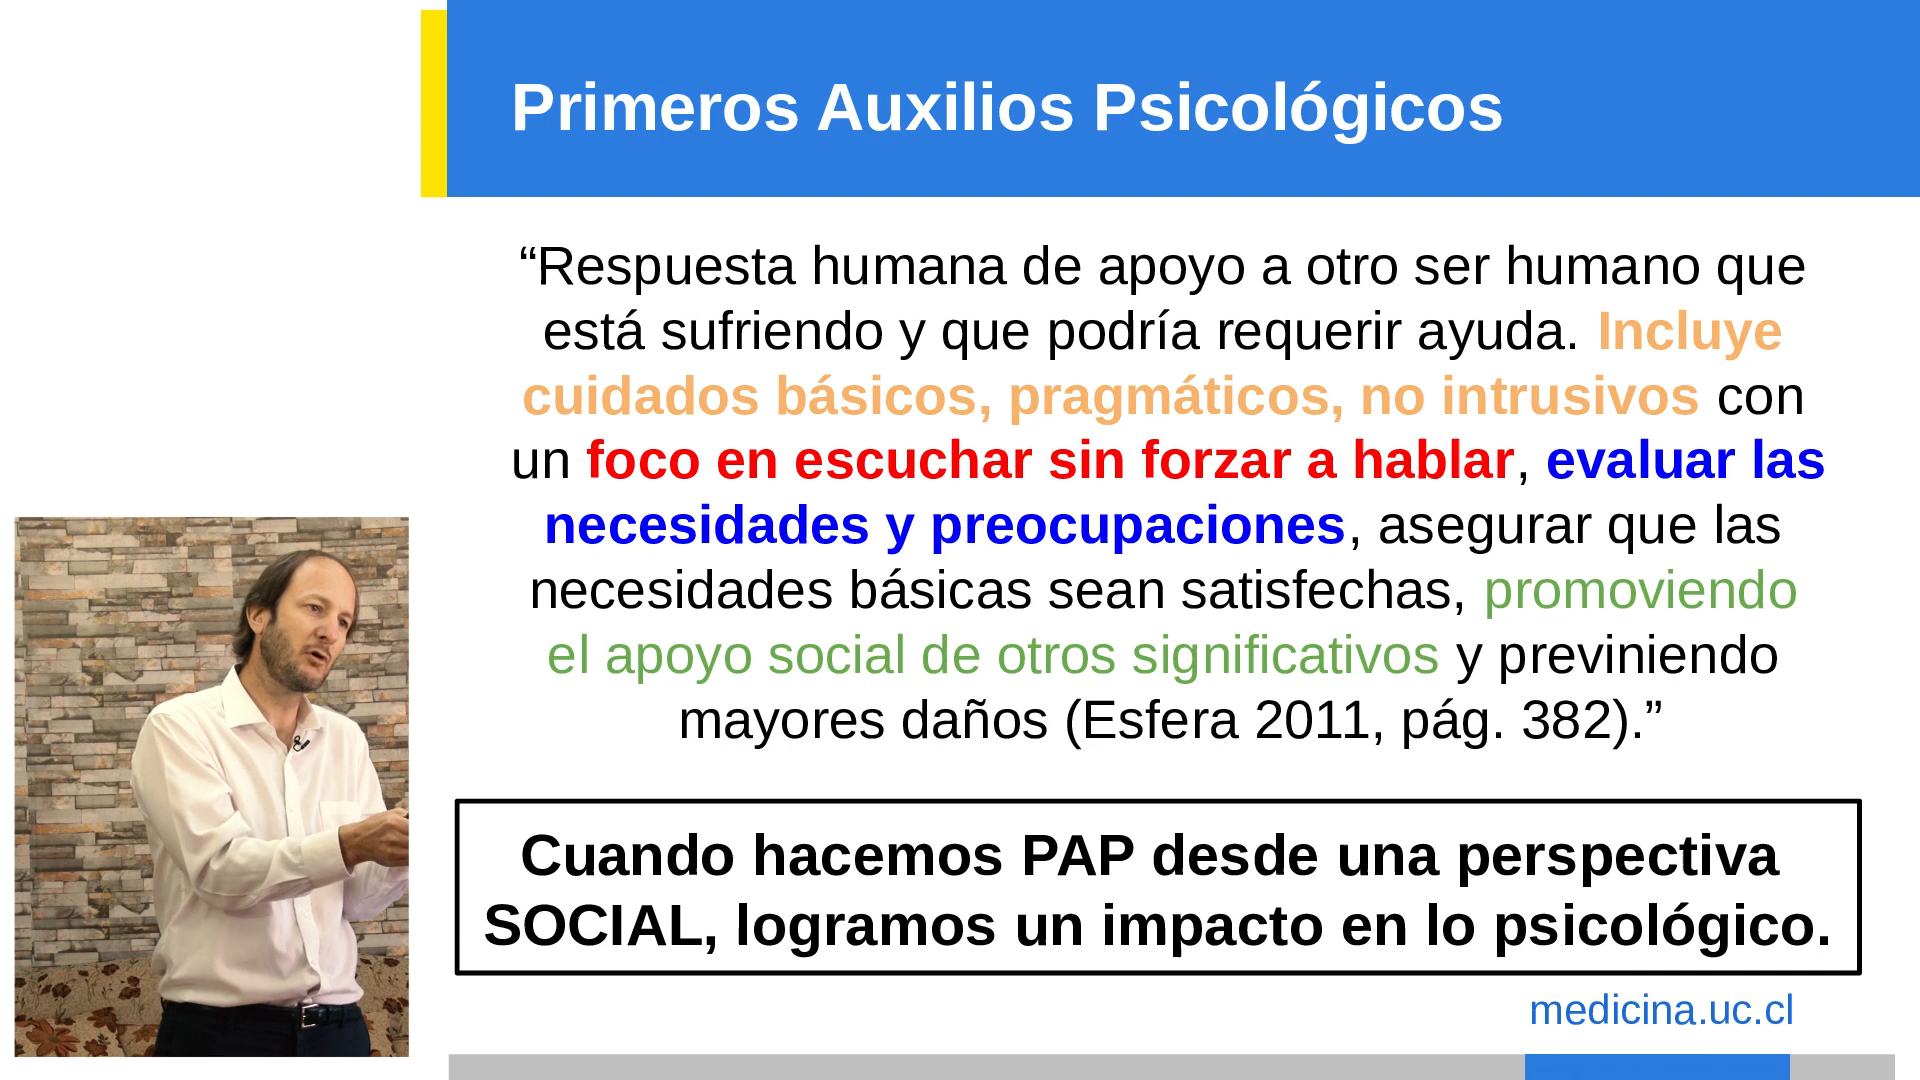 Primeros Auxilios Psicológicos
“Respuesta humana de apoyo a otro ser humano que
está sufriendo y que podría requerir ayuda. Incluye
cuidados básicos, pragmáticos, no intrusivos con
un foco en escuchar sin forzar a hablar, evaluar las
necesidades y preocupaciones, asegurar que las
necesidades básicas sean satisfechas, promoviendo
el apoyo social de otros significativos y previniendo
mayores daños (Esfera 2011, pág. 382).”
Cuando hacemos PAP desde una perspectiva
SOCIAL, logramos un impacto en lo psicológico.
medicina.uc.cl